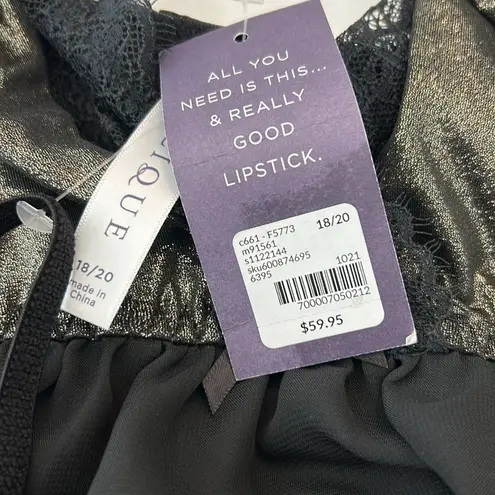 ALL YOU
NEED IS THIS...
& REALLY
GOOD
LIPSTICK.
c661 - F5773
18/20
m91561
s1122144
sku600874695
6395
1021
700007050212
$59.95
IQUE
18/20
made in
China